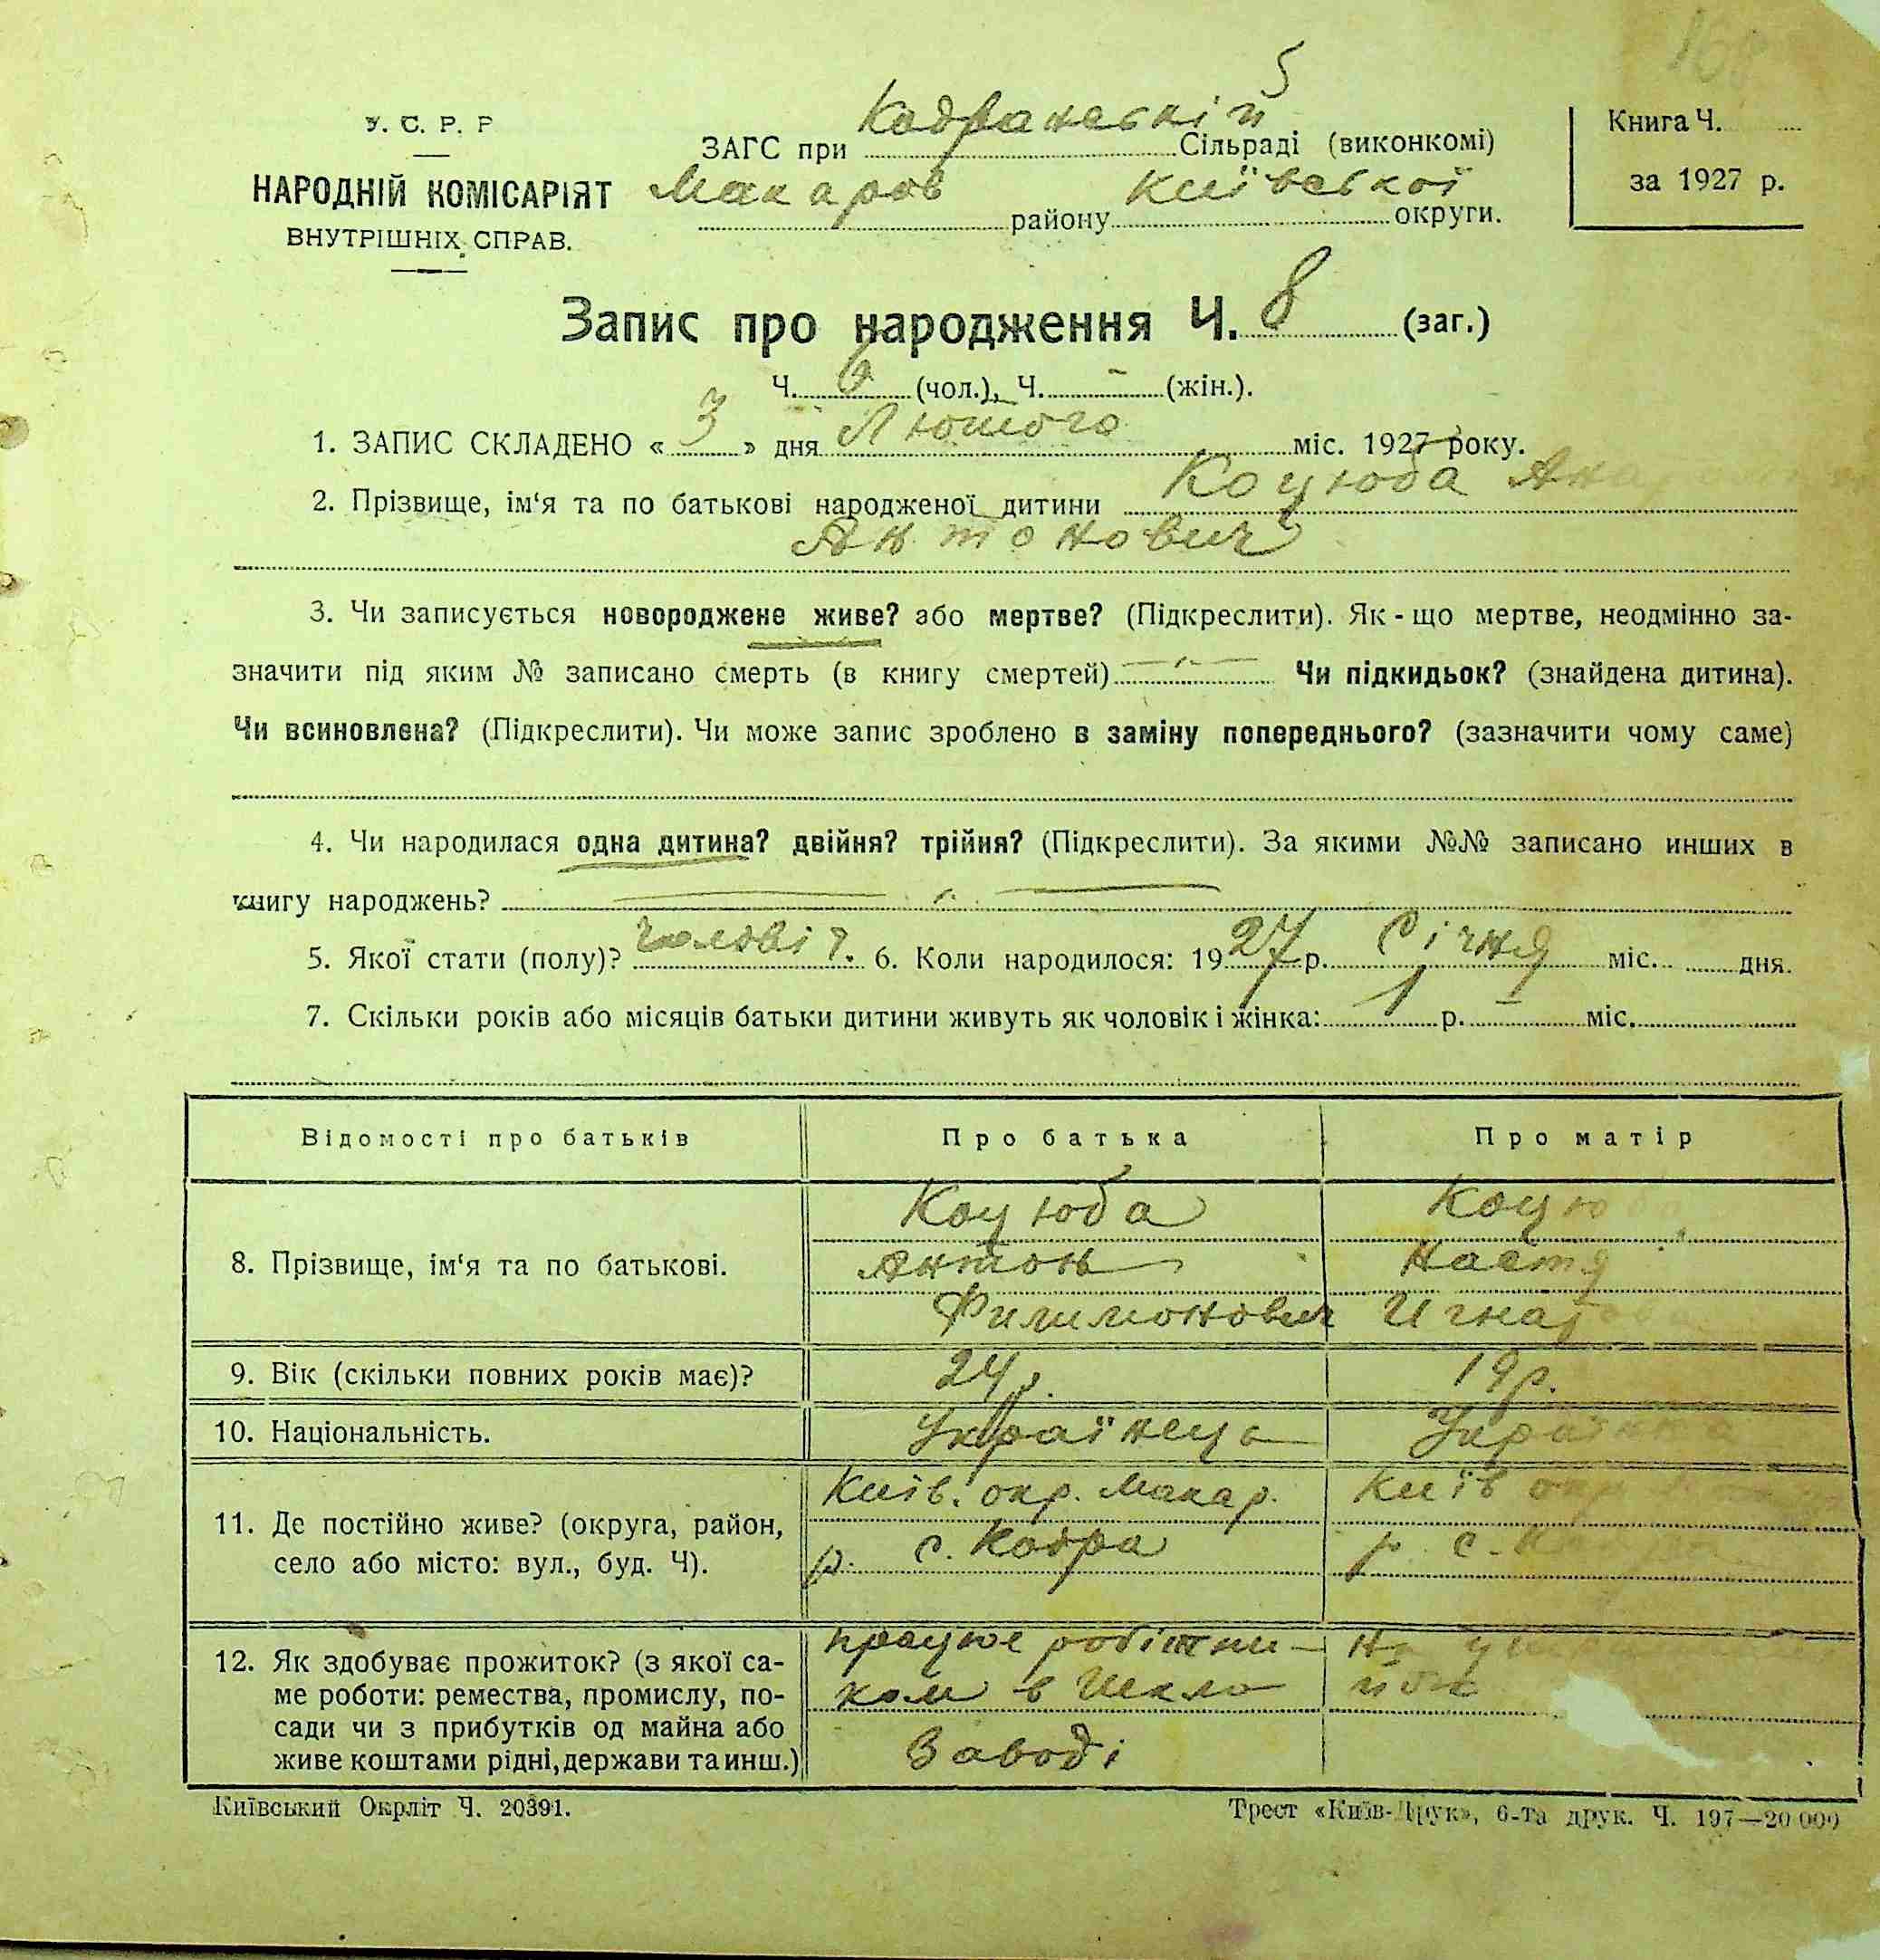 У. С. Р. Р
НАРОДНІЙ КОМІСАРІЯТ
ВНУТРІШНІХ СПРАВ.
5
ЗАГС при Кодранській Сільраді (виконкомі)
Макаров району Київської округи.
Книга Ч.
за 1927 р.
Запис про народження Ч. 8 (заг.)
Ч. 6 (чол.), Ч. - (жін.).
1. ЗАПИС СКЛАДЕНО « 3 » дня Лютого міс. 1927 року.
2. Прізвище, ім‘я та по батькові народженої дитини Коцюба
Антонович
3. Чи записується новороджене живе? або мертве? (Підкреслити). Як-що мертве, неодмінно за-
значити під яким № записано смерть (в книгу смертей) Чи підкидьок? (знайдена дитина).
Чи всиновлена? (Підкреслити). Чи може запис зроблено в заміну попереднього? (зазначити чому саме)
4. Чи народилася одна дитина? двійня? трійня? (Підкреслити). За якими №№ записано инших в
книгу народжень?
5. Якої стати (полу)? чоловіч. 6. Коли народилося: 1927 р. Січня міс. дня.
7. Скільки років або місяців батьки дитини живуть як чоловік і жінка: 1 р. - міс.
Відомості про батьків Про батька Про матір
8. Прізвище, ім‘я та по батькові.
Коцюба
Антон
Филимонович
Коцюба
Настя
9. Вік (скільки повних років має)? 24 р. 19 р.
10. Національність. Українець Українка
11. Де постійно живе? (округа, район,
село або місто: вул., буд. Ч).
Київ. окр. Макар.
р. с. Кодра
Київ окр
р. с.
12. Як здобуває прожиток? (з якої са-
ме роботи: ремества, промислу, по-
сади чи з прибутків од майна або
живе коштами рідні, держави та инш.)
працює робітни-
ком в Шкло
Заводі
На
Київський Окрліт Ч. 20391.
Трест «Київ-Друк», 6-та друк. Ч. 197—20 000